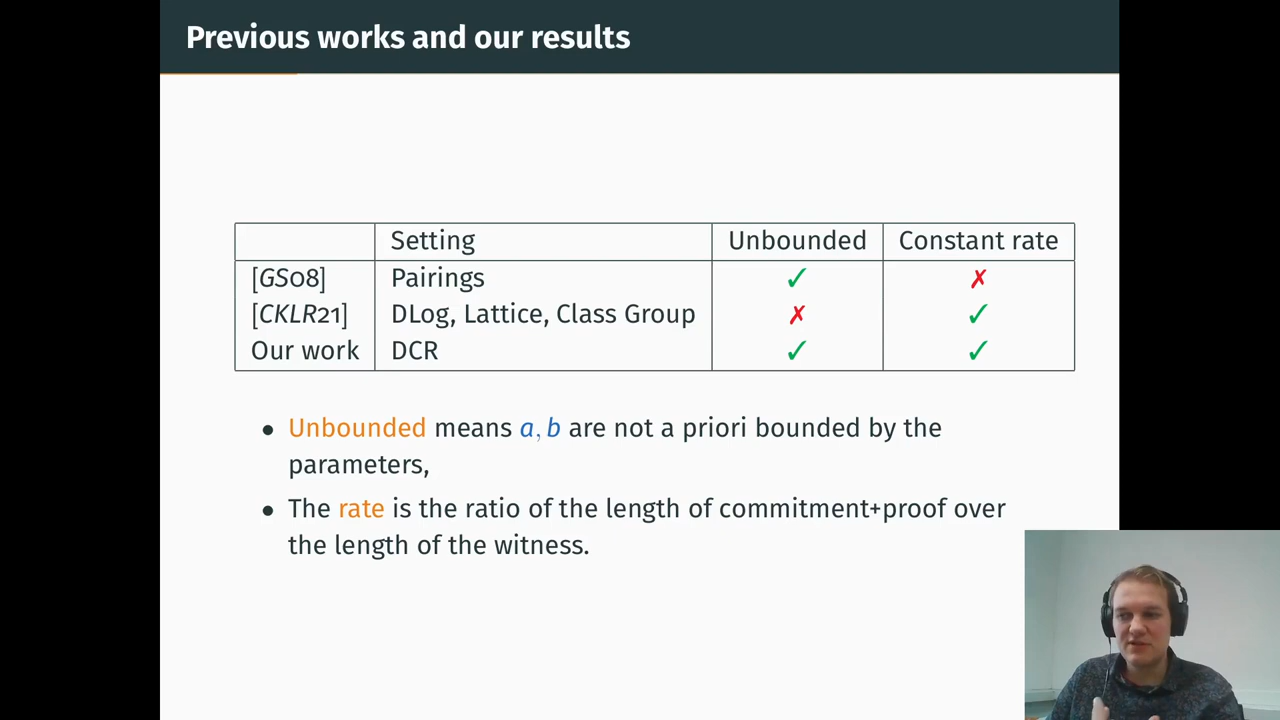 Previous works and our results
Setting Unbounded Constant rate
[GS08] Pairings ✓ ✗
[CKLR21] DLog, Lattice, Class Group ✗ ✓
Our work DCR ✓ ✓
• Unbounded means a, b are not a priori bounded by the
parameters,
• The rate is the ratio of the length of commitment+proof over
the length of the witness.